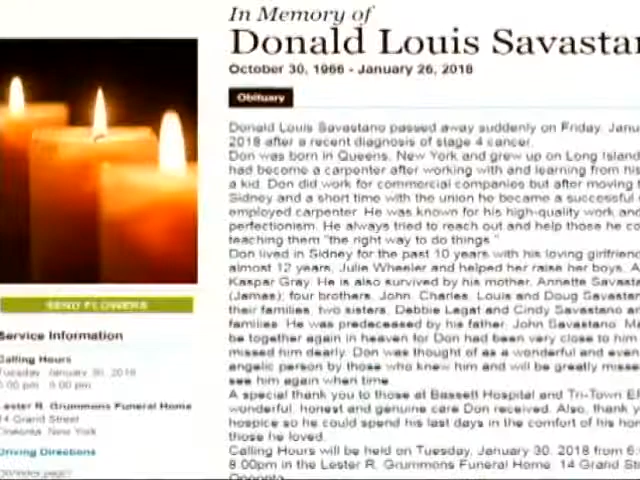 In Memory of
Donald Louis Savastan
October 30, 1966 - January 26, 2018
Obituary
Donald Louis Savastano passed away suddenly on Friday, Janu
2018 after a recent diagnosis of stage 4 cancer.
Don was born in Queens, New York and grew up on Long Island
had become a carpenter after working with and learning from his
a kid. Don did work for commercial companies but after moving
Sidney and a short time with the union he became a successful
employed carpenter. He was known for his high-quality work and
perfectionism. He always tried to reach out and help those he co
teaching them "the right way to do things."
Don lived in Sidney for the past 10 years with his loving girlfriend
almost 12 years, Julie Wheeler and helped her raise her boys, A
Kaspar Gray. He is also survived by his mother, Annette Savasta
(James); four brothers, John, Charles, Louis and Doug Savastan
their families, two sisters, Debbie Legat and Cindy Savastano an
families. He was predeceased by his father, John Savastano. Ma
be together again in heaven for Don had been very close to him
missed him dearly. Don was thought of as a wonderful and even
angelic person by those who knew him and will be greatly misse
see him again when time
A special thank you to those at Bassett Hospital and Tri-Town E
wonderful, honest and genuine care Don received. Also, thank y
hospice so he could spend his last days in the comfort of his hom
those he loved.
Calling Hours will be held on Tuesday, January 30, 2018 from 6:
8:00pm in the Lester R. Grummons Funeral Home, 14 Grand Str
Oneonta
SEND FLOWERS
Service Information
Calling Hours
Tuesday, January 30, 2018
6:00 pm 8:00 pm
Lester R. Grummons Funeral Home
14 Grand Street
Oneonta, New York
Driving Directions